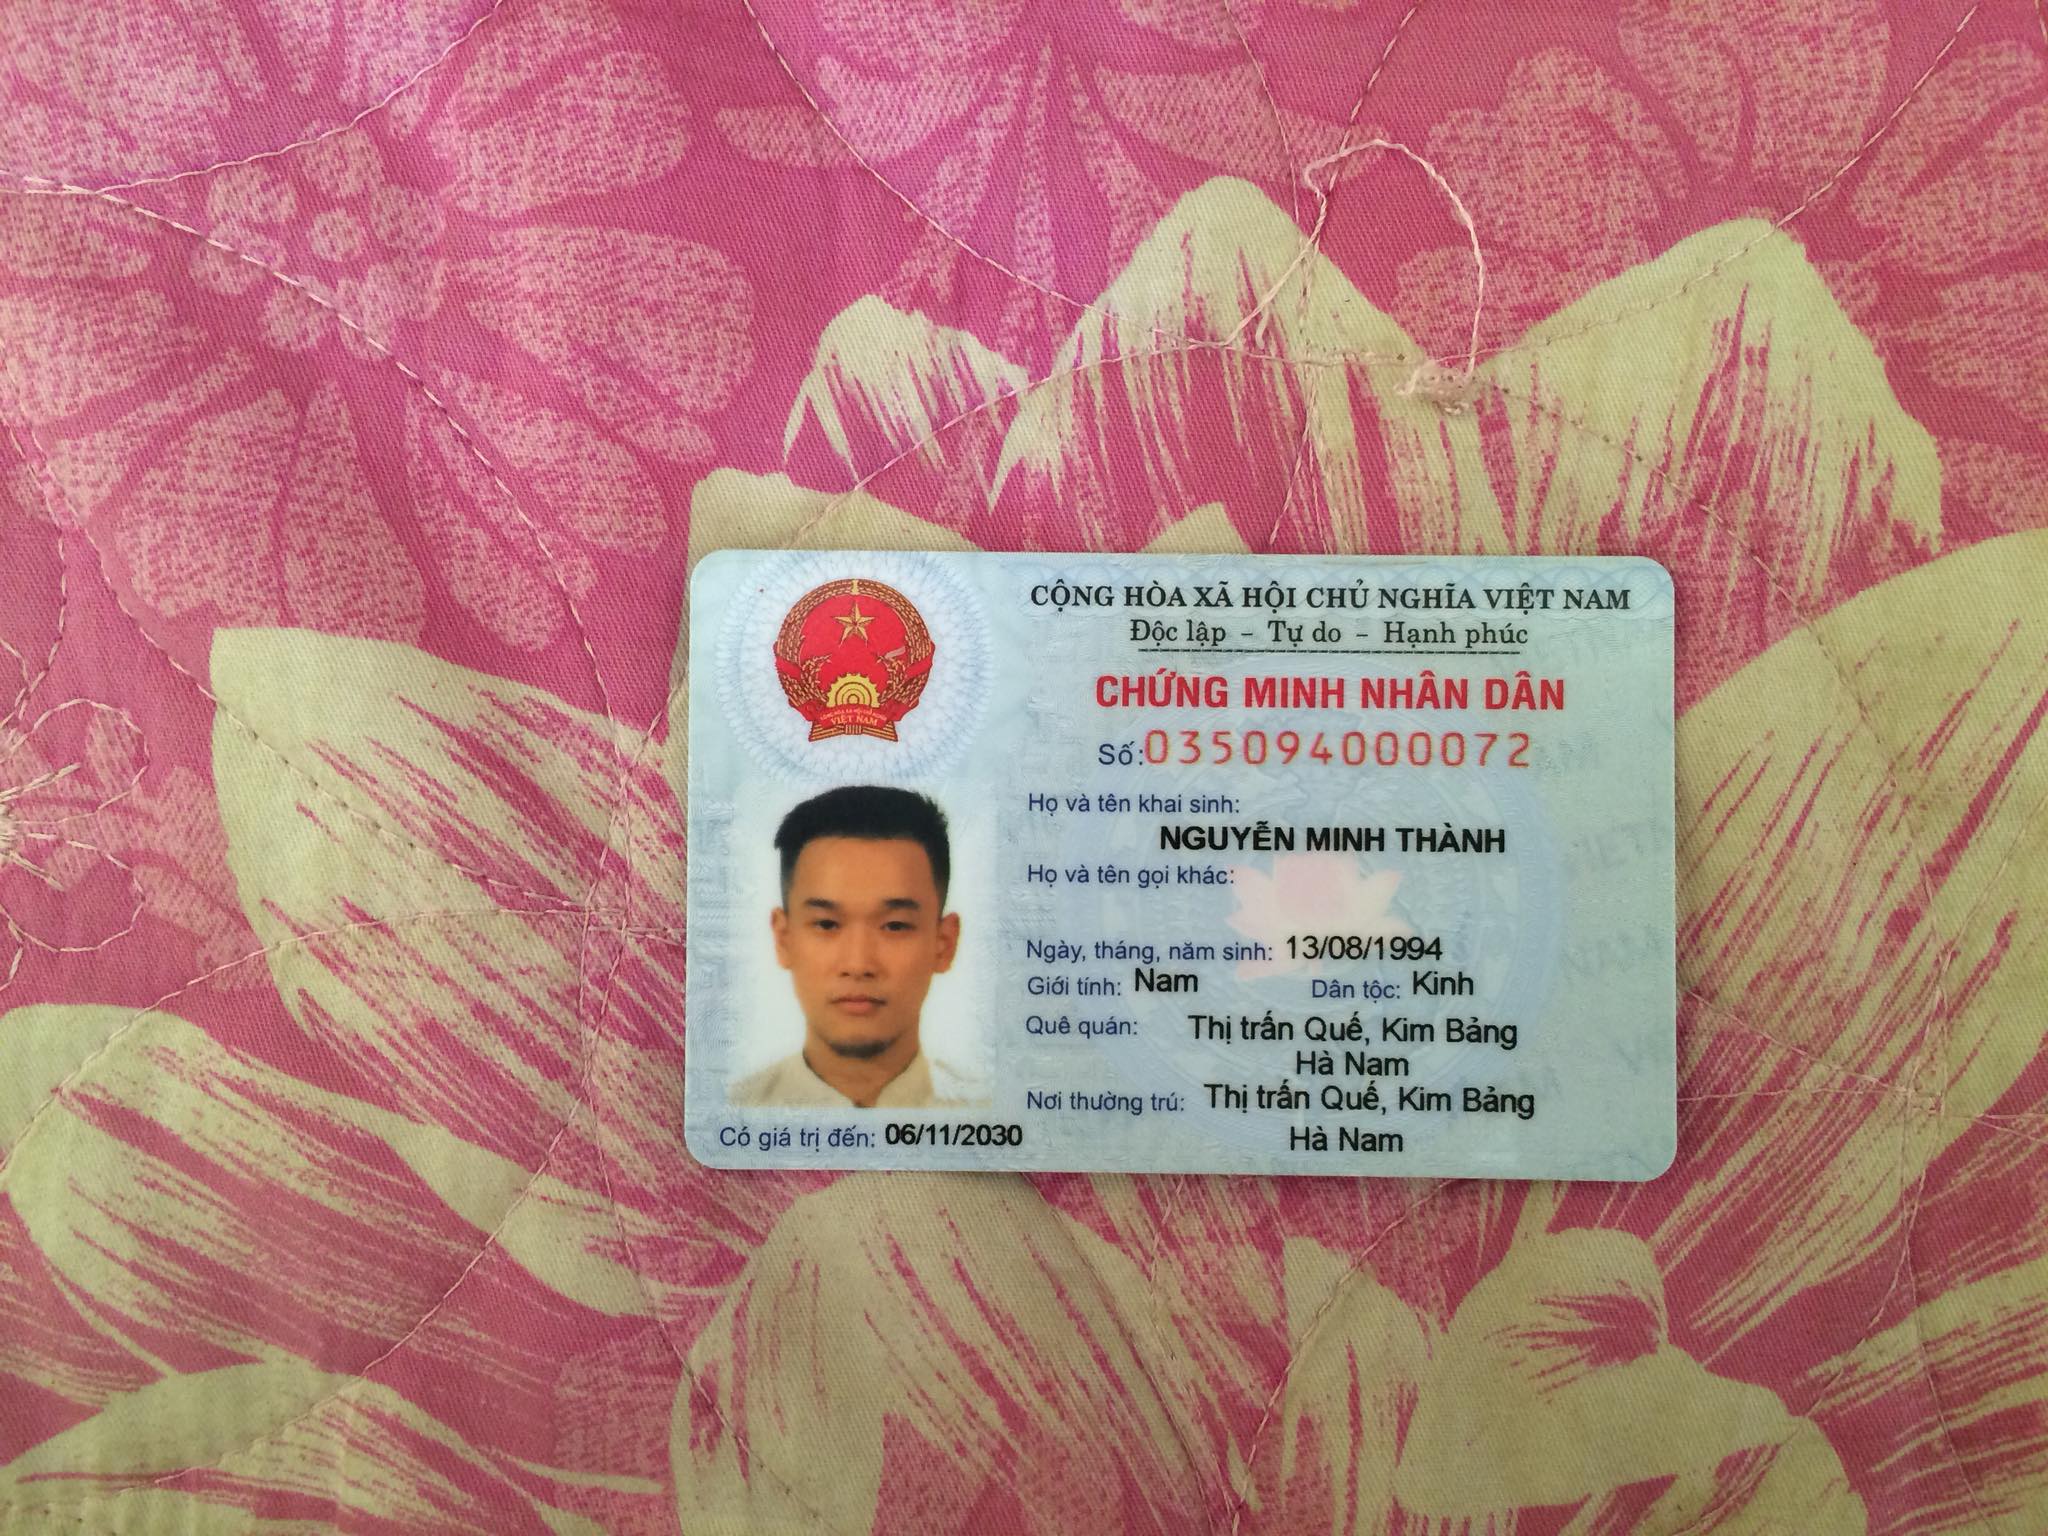 CỘNG HÒA XÃ HỘI CHỦ NGHĨA VIỆT NAM
Độc lập - Tự do - Hạnh phúc
CHỨNG MINH NHÂN DÂN
Số: 035094000072
Họ và tên khai sinh:
NGUYỄN MINH THÀNH
Họ và tên gọi khác:
Ngày, tháng, năm sinh: 13/08/1994
Giới tính: Nam Dân tộc: Kinh
Quê quán: Thị trấn Quế, Kim Bảng
Hà Nam
Nơi thường trú: Thị trấn Quế, Kim Bảng
Hà Nam
Có giá trị đến: 06/11/2030
VIỆT NAM